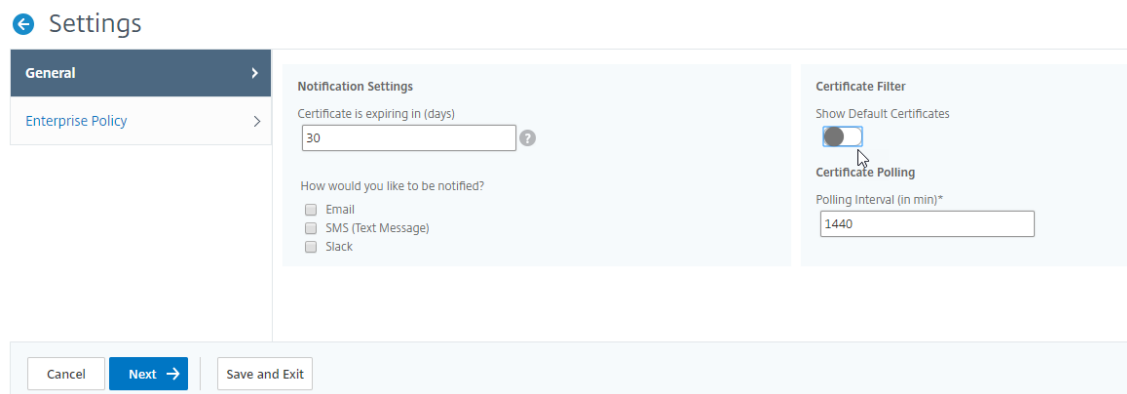 Settings
General
Enterprise Policy
Notification Settings
Certificate is expiring in (days)
30
?
How would you like to be notified?
Email
SMS (Text Message)
Slack
Certificate Filter
Show Default Certificates
Certificate Polling
Polling Interval (in min)*
1440
Cancel
Next
Save and Exit